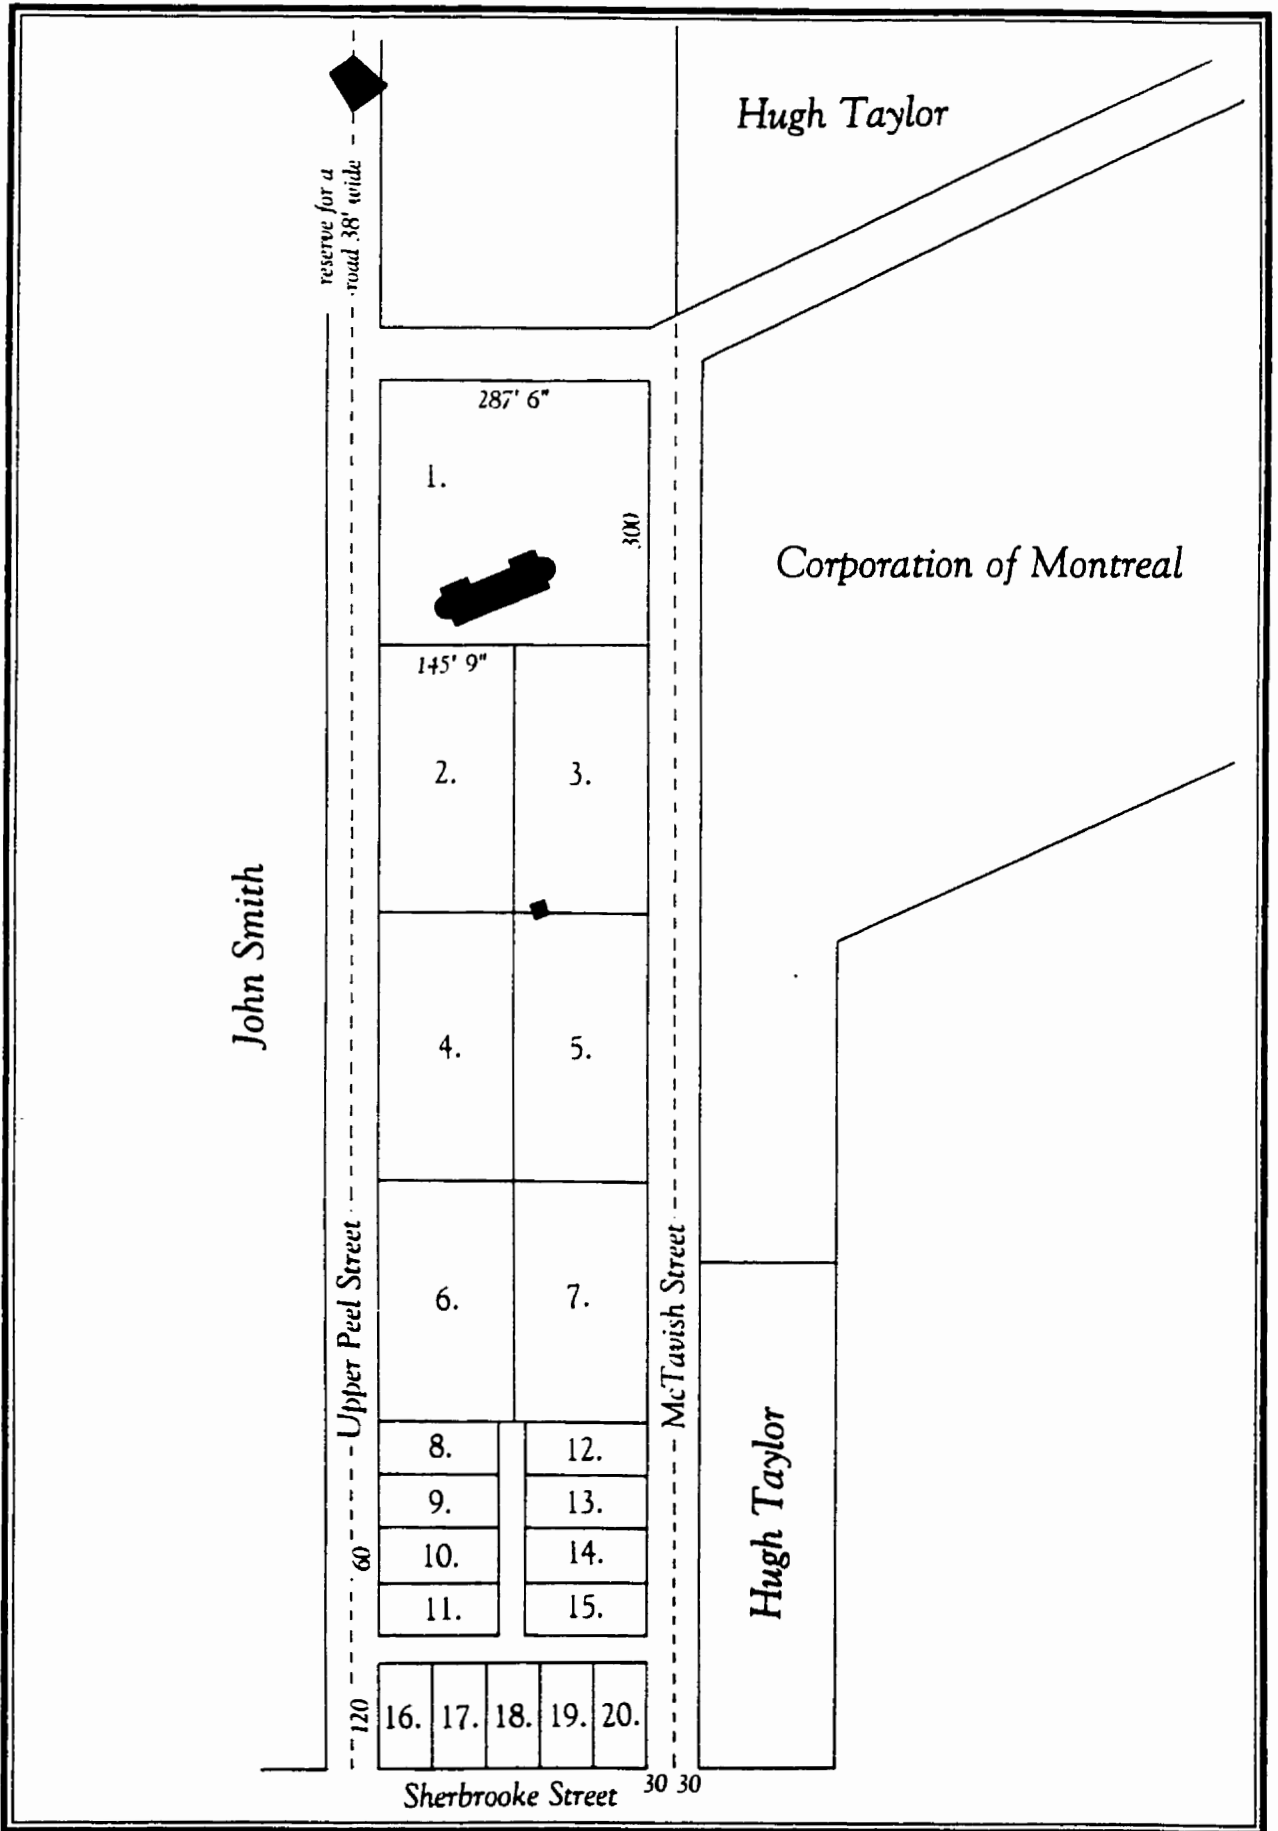 Hugh Taylor
reserve for a
road 38' wide
287' 6"
1.
300
Corporation of Montreal
145' 9"
2.
3.
John Smith
4.
5.
Upper Peel Street
McTavish Street
6.
7.
8.
12.
9.
13.
60
10.
14.
11.
15.
Hugh Taylor
120
16.
17.
18.
19.
20.
Sherbrooke Street
30 30